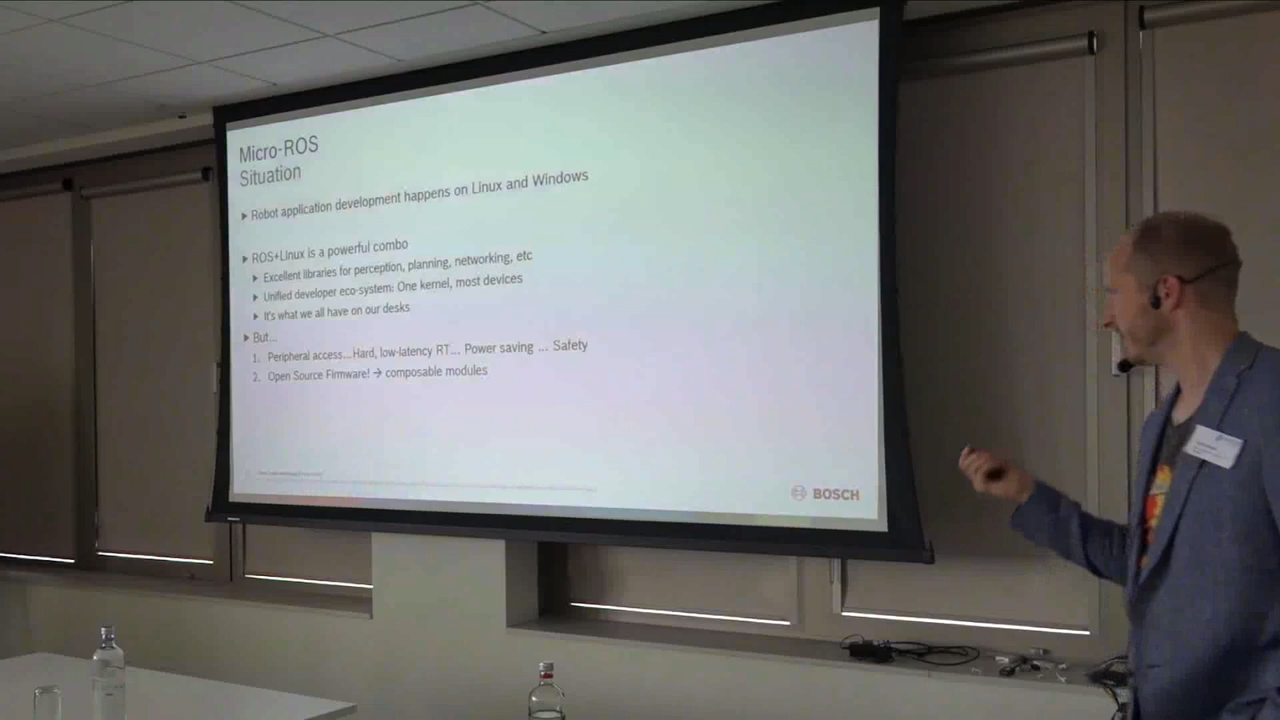 Micro-ROS
Situation
Robot application development happens on Linux and Windows
ROS+Linux is a powerful combo
Excellent libraries for perception, planning, networking, etc
Unified developer eco-system: One kernel, most devices
It's what we all have on our desks
But...
1. Peripheral access...Hard, low-latency RT... Power saving ... Safety
2. Open Source Firmware! → composable modules
BOSCH